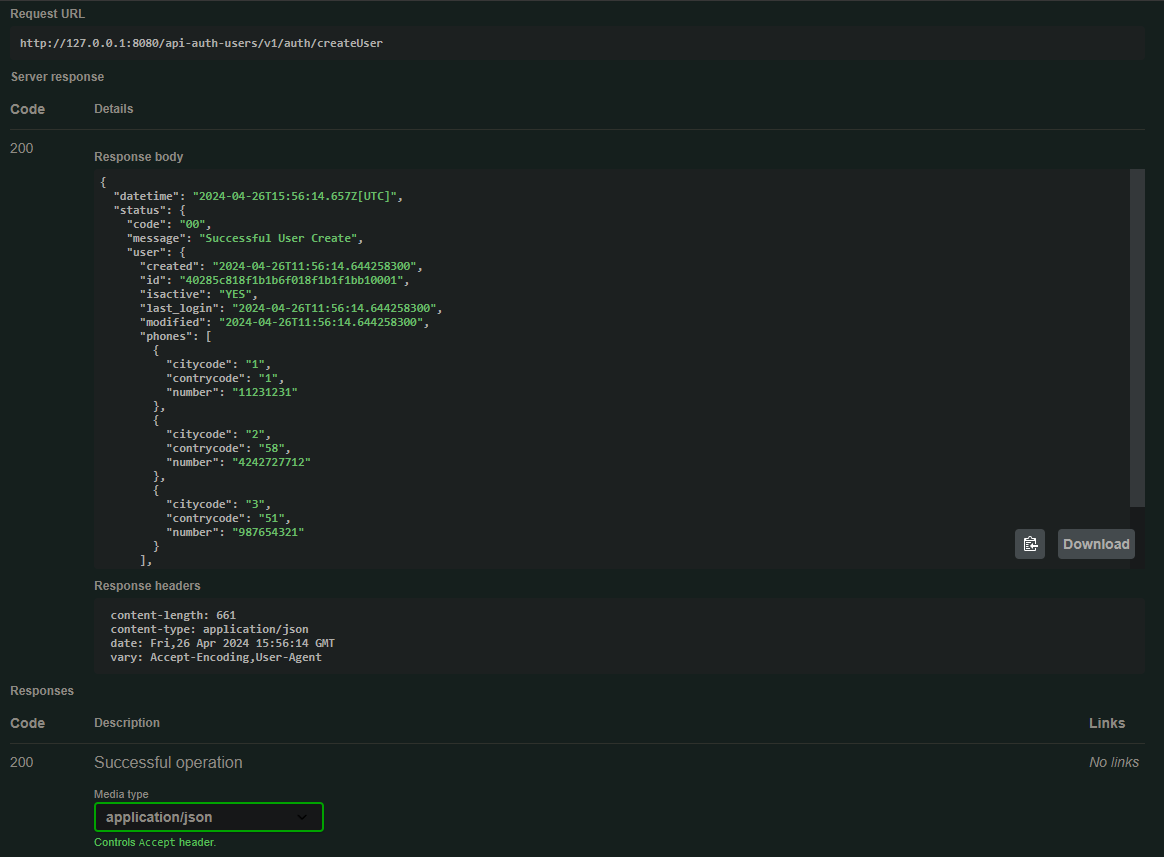 Request URL
http://127.0.0.1:8080/api-auth-users/v1/auth/createUser
Server response
Code Details
200
Response body
{
"datetime": "2024-04-26T15:56:14.657Z[UTC]",
"status": {
"code": "00",
"message": "Successful User Create",
"user": {
"created": "2024-04-26T11:56:14.644258300",
"id": "40285c818f1b1b6f018f1b1f1bb10001",
"isactive": "YES",
"last_login": "2024-04-26T11:56:14.644258300",
"modified": "2024-04-26T11:56:14.644258300",
"phones": [
{
"citycode": "1",
"contrycode": "1",
"number": "11231231"
},
{
"citycode": "2",
"contrycode": "58",
"number": "4242727712"
},
{
"citycode": "3",
"contrycode": "51",
"number": "987654321"
}
],
Download
Response headers
content-length: 661
content-type: application/json
date: Fri,26 Apr 2024 15:56:14 GMT
vary: Accept-Encoding,User-Agent
Responses
Code Description Links
200 Successful operation No links
Media type
application/json
Controls Accept header.